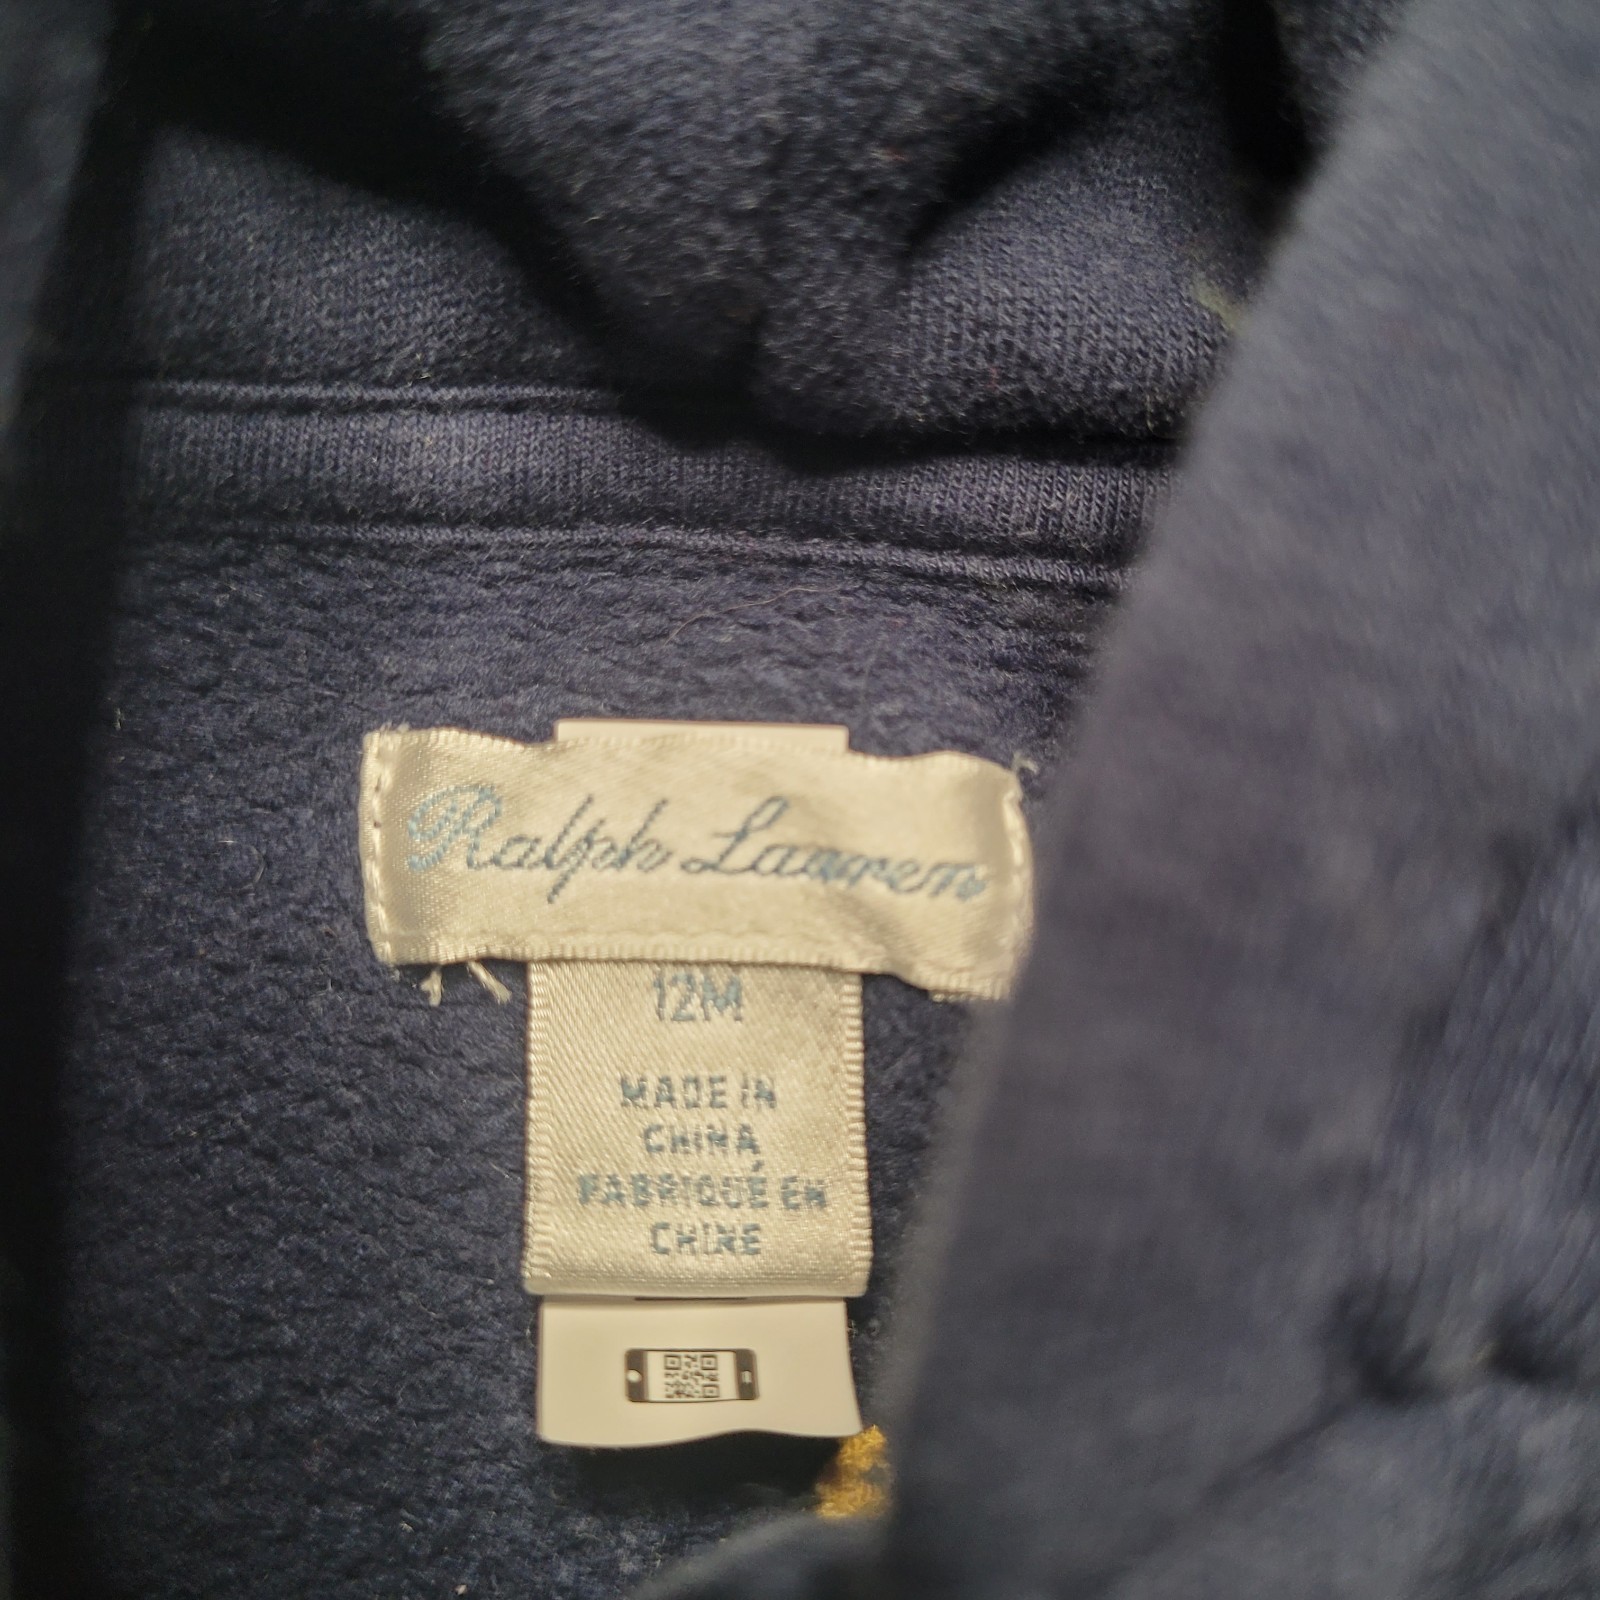 Ralph Lauren
12M
MADE IN
CHINA
FABRIQUÉ EN
CHINE